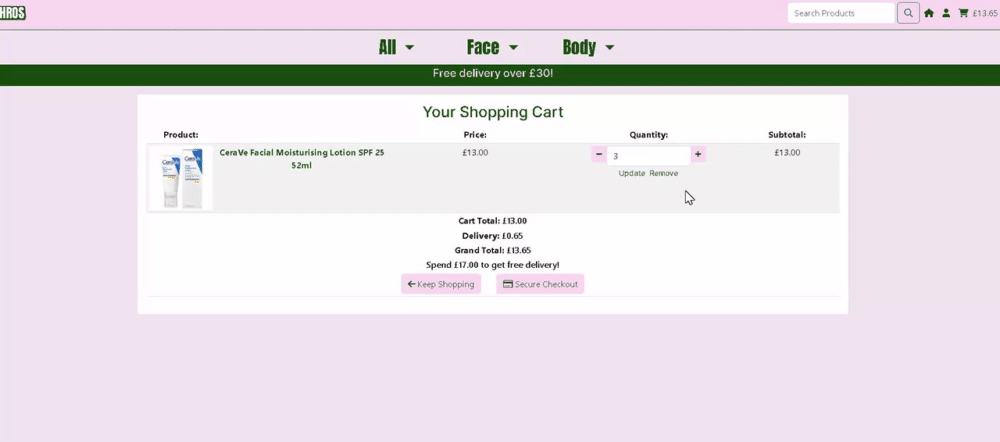 HROS
Search Products
£13.65
All Face Body
Free delivery over £30!
Your Shopping Cart
Product: Price: Quantity: Subtotal:
CeraVe Facial Moisturising Lotion SPF 25 £13.00 − 3 + £13.00
52ml
Update Remove
CeraVe CeraVe
Cart Total: £13.00
Delivery: £0.65
Grand Total: £13.65
Spend £17.00 to get free delivery!
Keep Shopping Secure Checkout